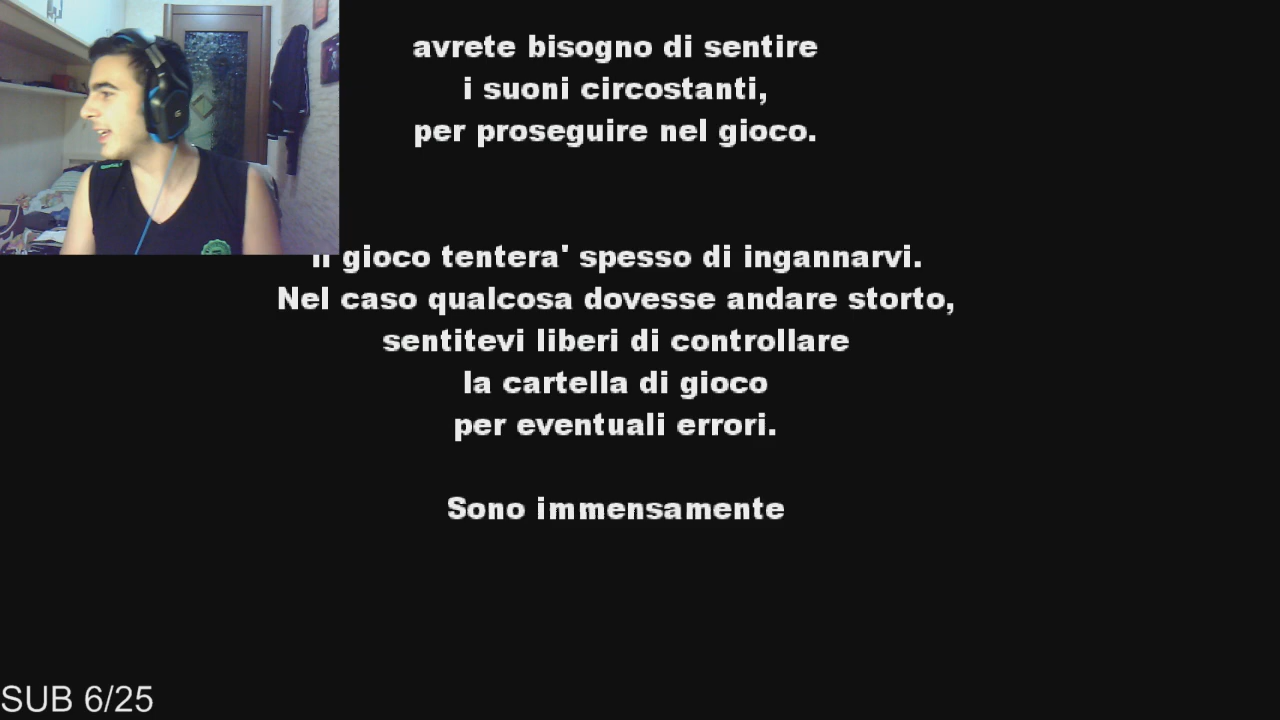 avrete bisogno di sentire
i suoni circostanti,
per proseguire nel gioco.
Il gioco tentera' spesso di ingannarvi.
Nel caso qualcosa dovesse andare storto,
sentitevi liberi di controllare
la cartella di gioco
per eventuali errori.
Sono immensamente
SUB 6/25